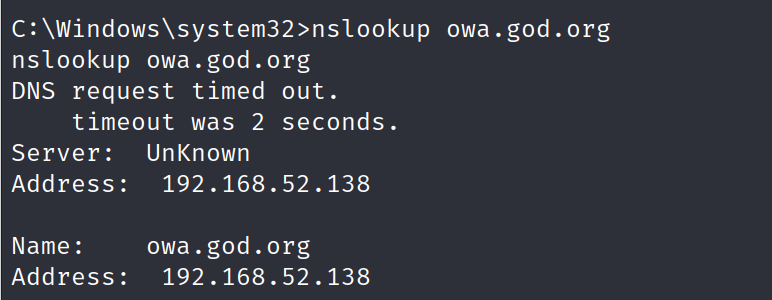 C:\Windows\system32>nslookup owa.god.org
nslookup owa.god.org
DNS request timed out.
    timeout was 2 seconds.
Server:  UnKnown
Address:  192.168.52.138

Name:    owa.god.org
Address:  192.168.52.138